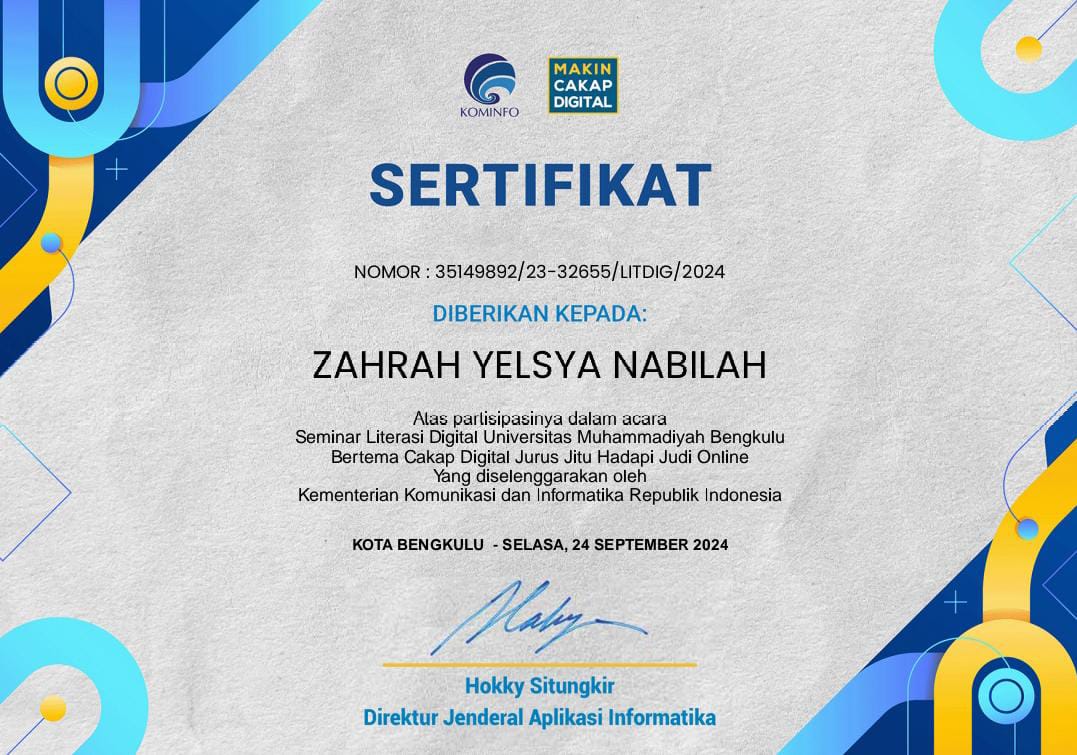 KOMINFO
MAKIN
CAKAP
DIGITAL
SERTIFIKAT
NOMOR : 35149892/23-32655/LITDIG/2024
DIBERIKAN KEPADA:
ZAHRAH YELSYA NABILAH
Atas partisipasinya dalam acara
Seminar Literasi Digital Universitas Muhammadiyah Bengkulu
Bertema Cakap Digital Jurus Jitu Hadapi Judi Online
Yang diselenggarakan oleh
Kementerian Komunikasi dan Informatika Republik Indonesia
KOTA BENGKULU - SELASA, 24 SEPTEMBER 2024
Hokky Situngkir
Direktur Jenderal Aplikasi Informatika